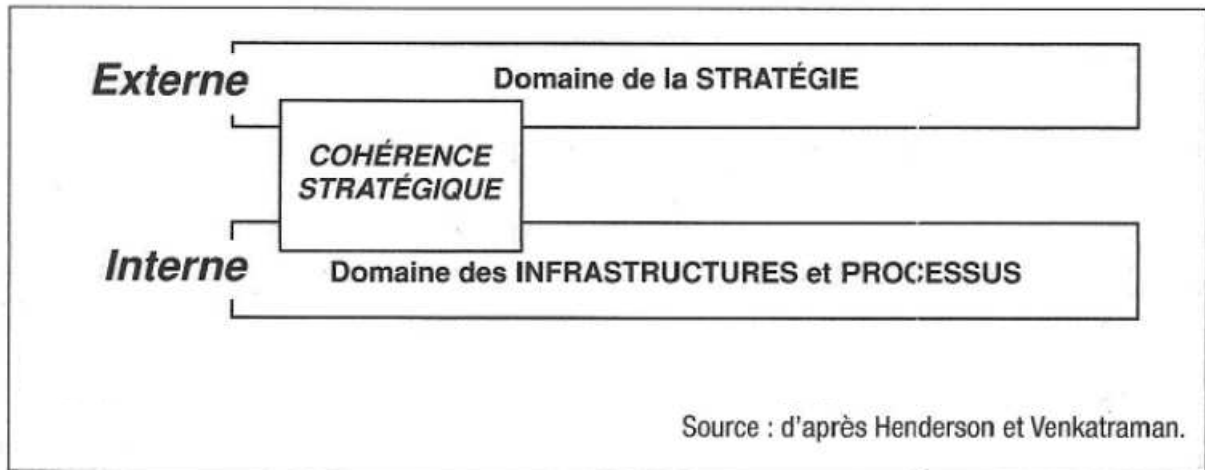 Externe
Domaine de la STRATÉGIE
COHÉRENCE
STRATÉGIQUE
Interne
Domaine des INFRASTRUCTURES et PROCESSUS
Source : d'après Henderson et Venkatraman.